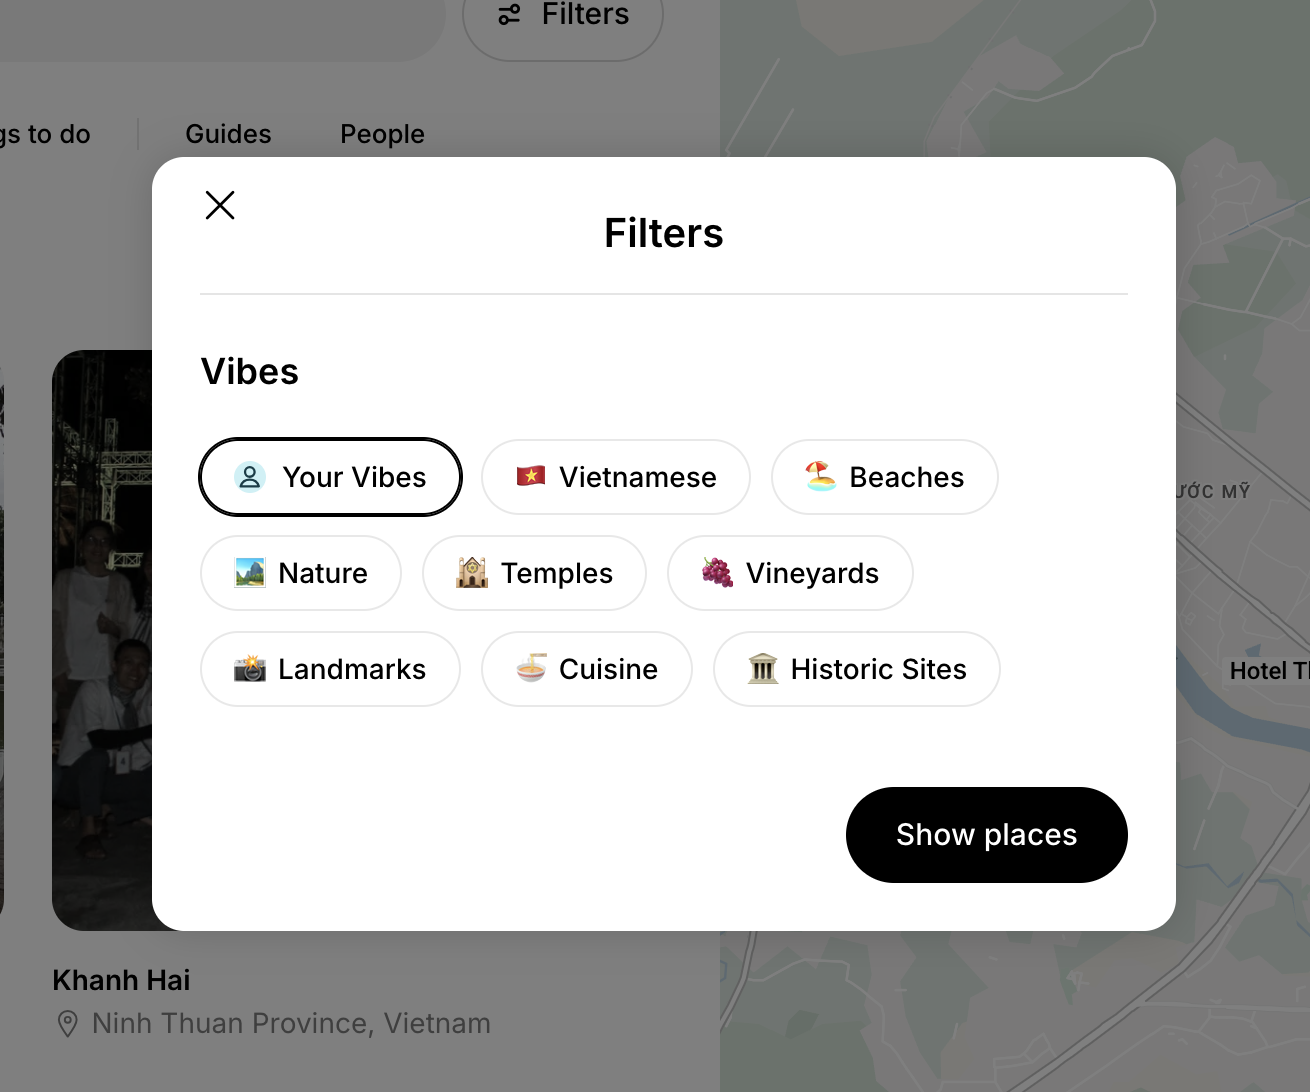 Filters
gs to do
Guides
People
Filters
Vibes
Your Vibes
Vietnamese
Beaches
Nature
Temples
Vineyards
Landmarks
Cuisine
Historic Sites
Show places
ƯỚC MỸ
Hotel
Khanh Hai
Ninh Thuan Province, Vietnam